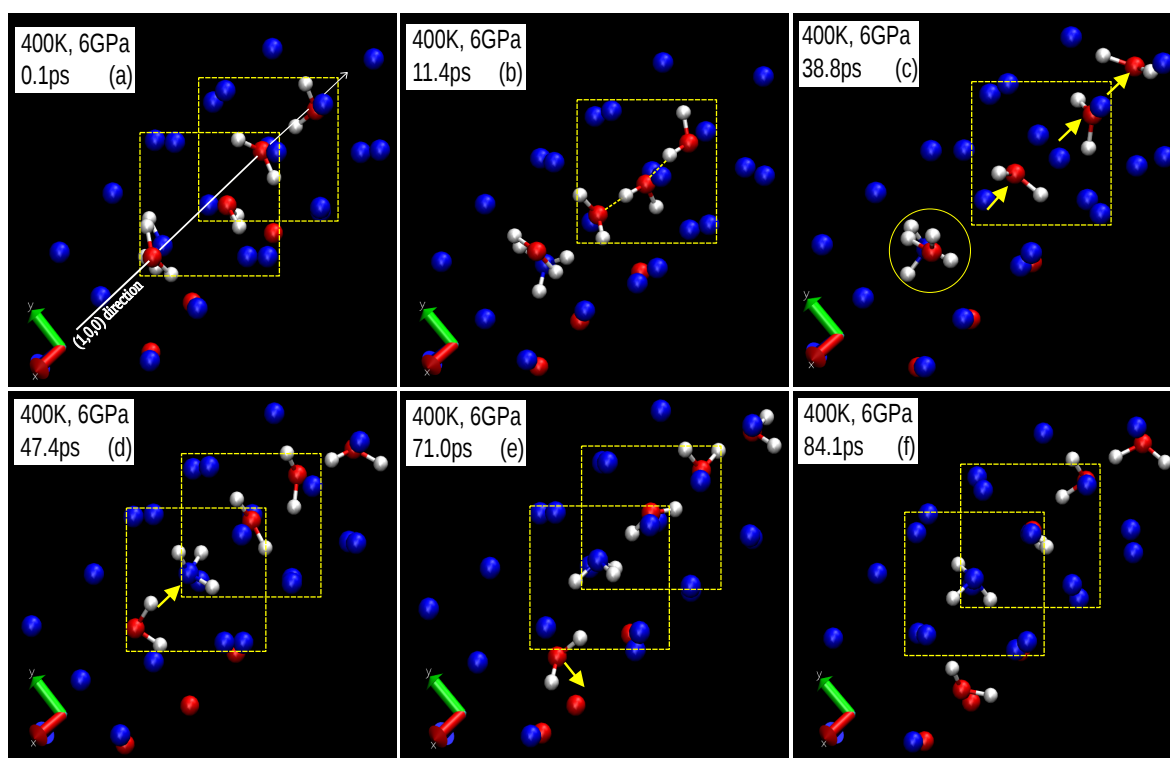 400K, 6GPa
0.1ps (a)
(1,0,0) direction
y
x
400K, 6GPa
11.4ps (b)
y
x
400K, 6GPa
38.8ps (c)
y
x
400K, 6GPa
47.4ps (d)
y
x
400K, 6GPa
71.0ps (e)
y
x
400K, 6GPa
84.1ps (f)
y
x